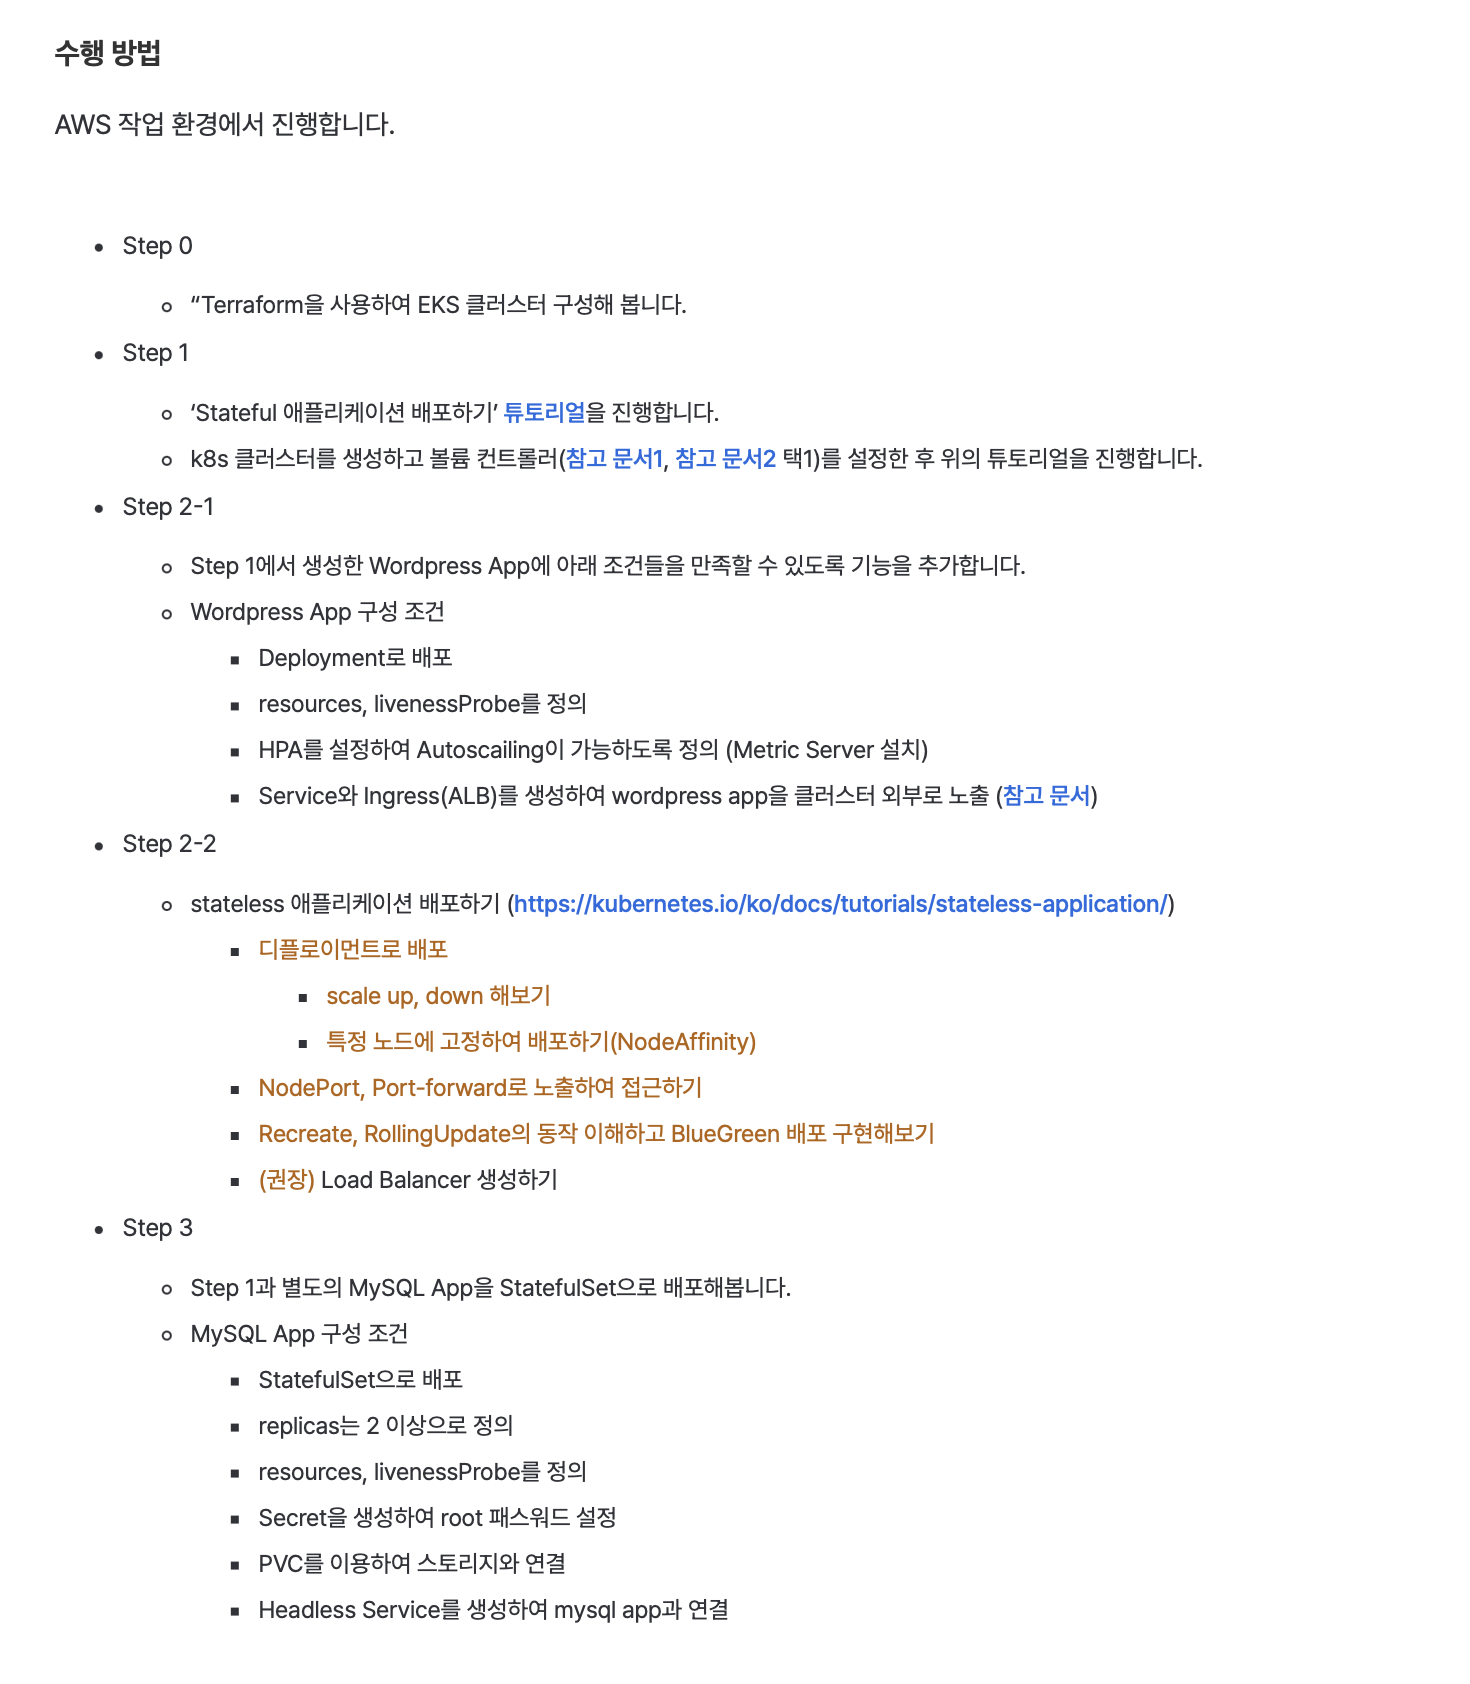 수행 방법
AWS 작업 환경에서 진행합니다.
Step 0
“Terraform을 사용하여 EKS 클러스터 구성해 봅니다.
Step 1
‘Stateful 애플리케이션 배포하기’ 튜토리얼을 진행합니다.
k8s 클러스터를 생성하고 볼륨 컨트롤러(참고 문서1, 참고 문서2 택1)를 설정한 후 위의 튜토리얼을 진행합니다.
Step 2-1
Step 1에서 생성한 Wordpress App에 아래 조건들을 만족할 수 있도록 기능을 추가합니다.
Wordpress App 구성 조건
Deployment로 배포
resources, livenessProbe를 정의
HPA를 설정하여 Autoscailing이 가능하도록 정의 (Metric Server 설치)
Service와 Ingress(ALB)를 생성하여 wordpress app을 클러스터 외부로 노출 (참고 문서)
Step 2-2
stateless 애플리케이션 배포하기 (https://kubernetes.io/ko/docs/tutorials/stateless-application/)
디플로이먼트로 배포
scale up, down 해보기
특정 노드에 고정하여 배포하기(NodeAffinity)
NodePort, Port-forward로 노출하여 접근하기
Recreate, RollingUpdate의 동작 이해하고 BlueGreen 배포 구현해보기
(권장) Load Balancer 생성하기
Step 3
Step 1과 별도의 MySQL App을 StatefulSet으로 배포해봅니다.
MySQL App 구성 조건
StatefulSet으로 배포
replicas는 2 이상으로 정의
resources, livenessProbe를 정의
Secret을 생성하여 root 패스워드 설정
PVC를 이용하여 스토리지와 연결
Headless Service를 생성하여 mysql app과 연결